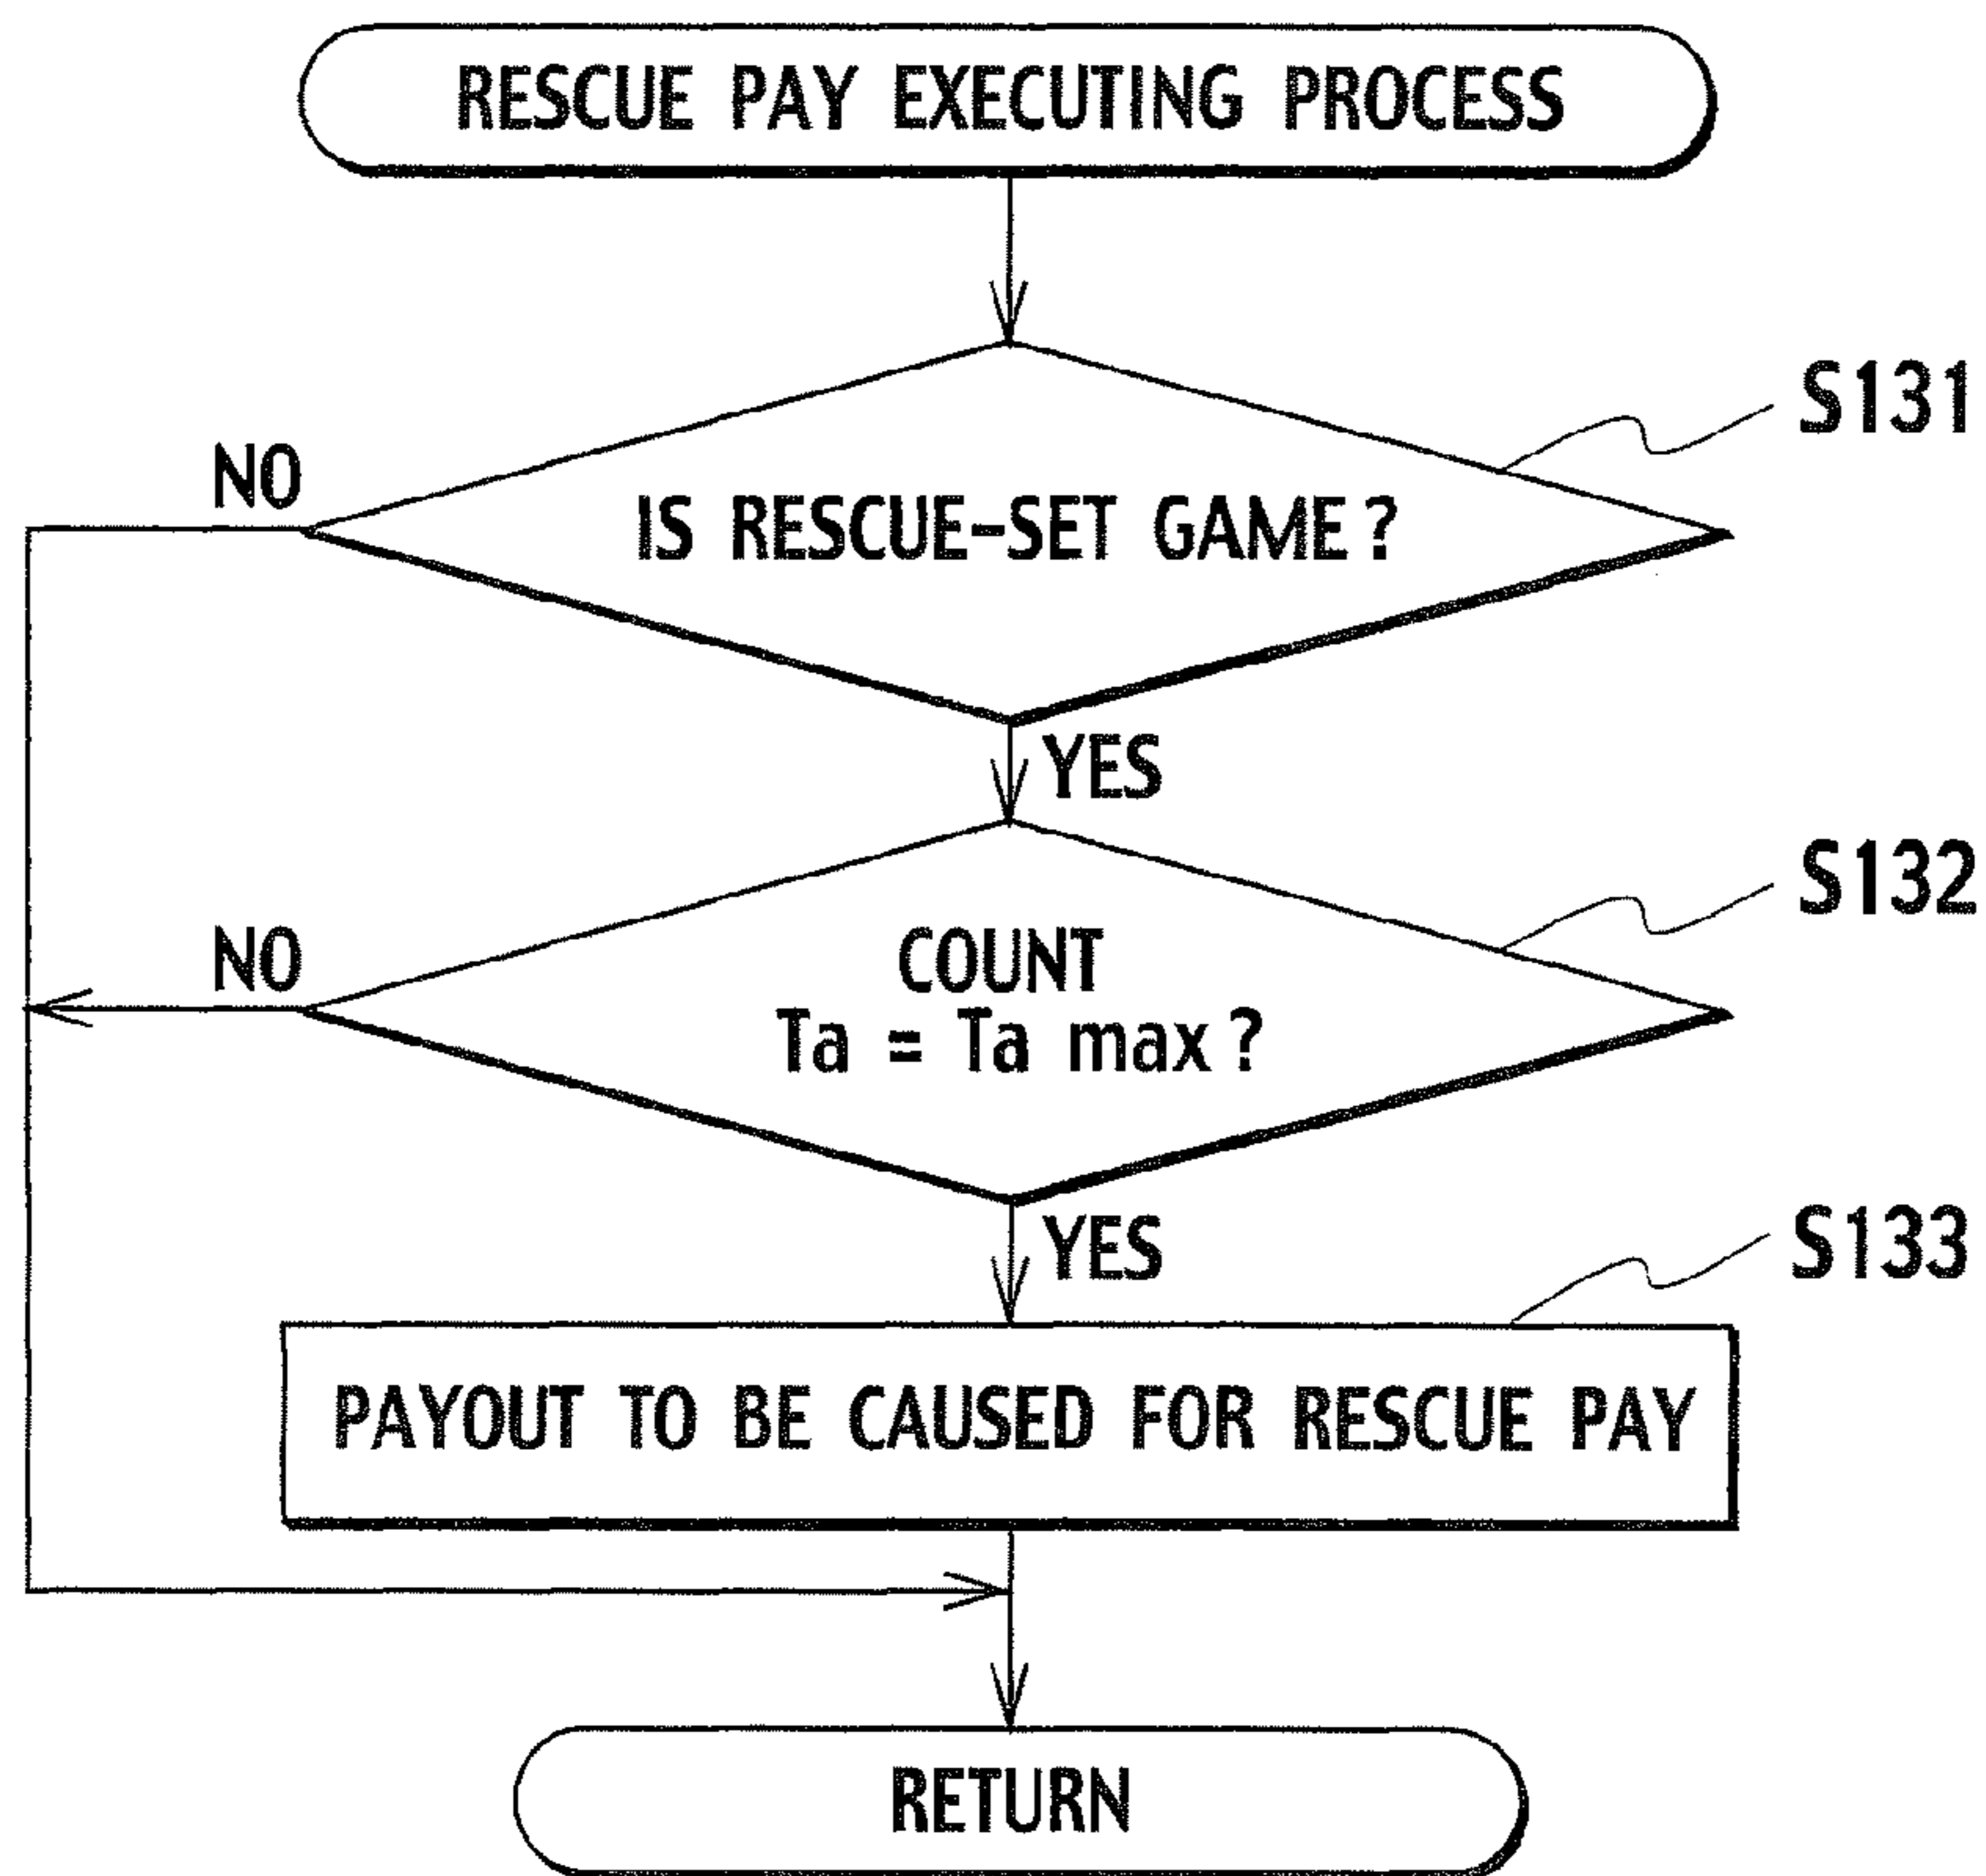 RESCUE PAY EXECUTING PROCESS
S131
NO
IS RESCUE-SET GAME?
YES
S132
NO
COUNT
Ta = Ta max?
YES
S133
PAYOUT TO BE CAUSED FOR RESCUE PAY
RETURN